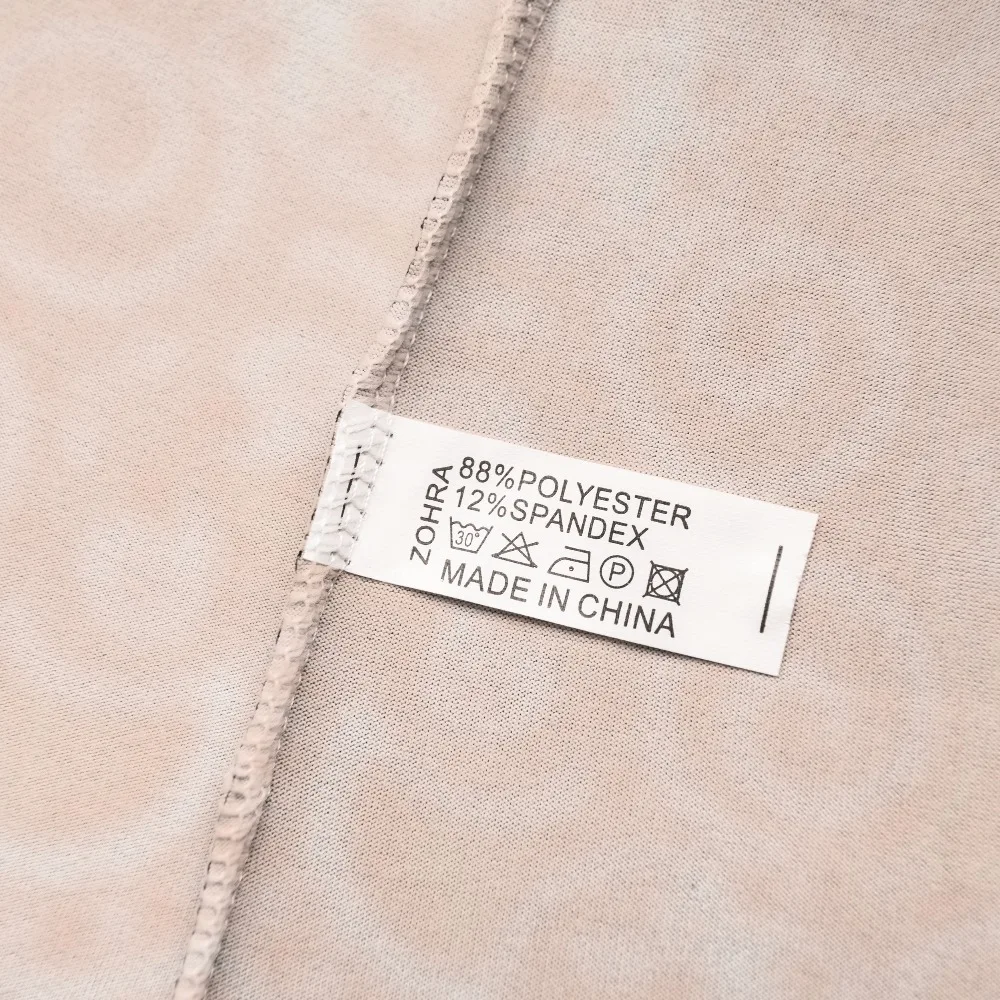 ZOHRA
88%POLYESTER
12%SPANDEX
30°
P
MADE IN CHINA